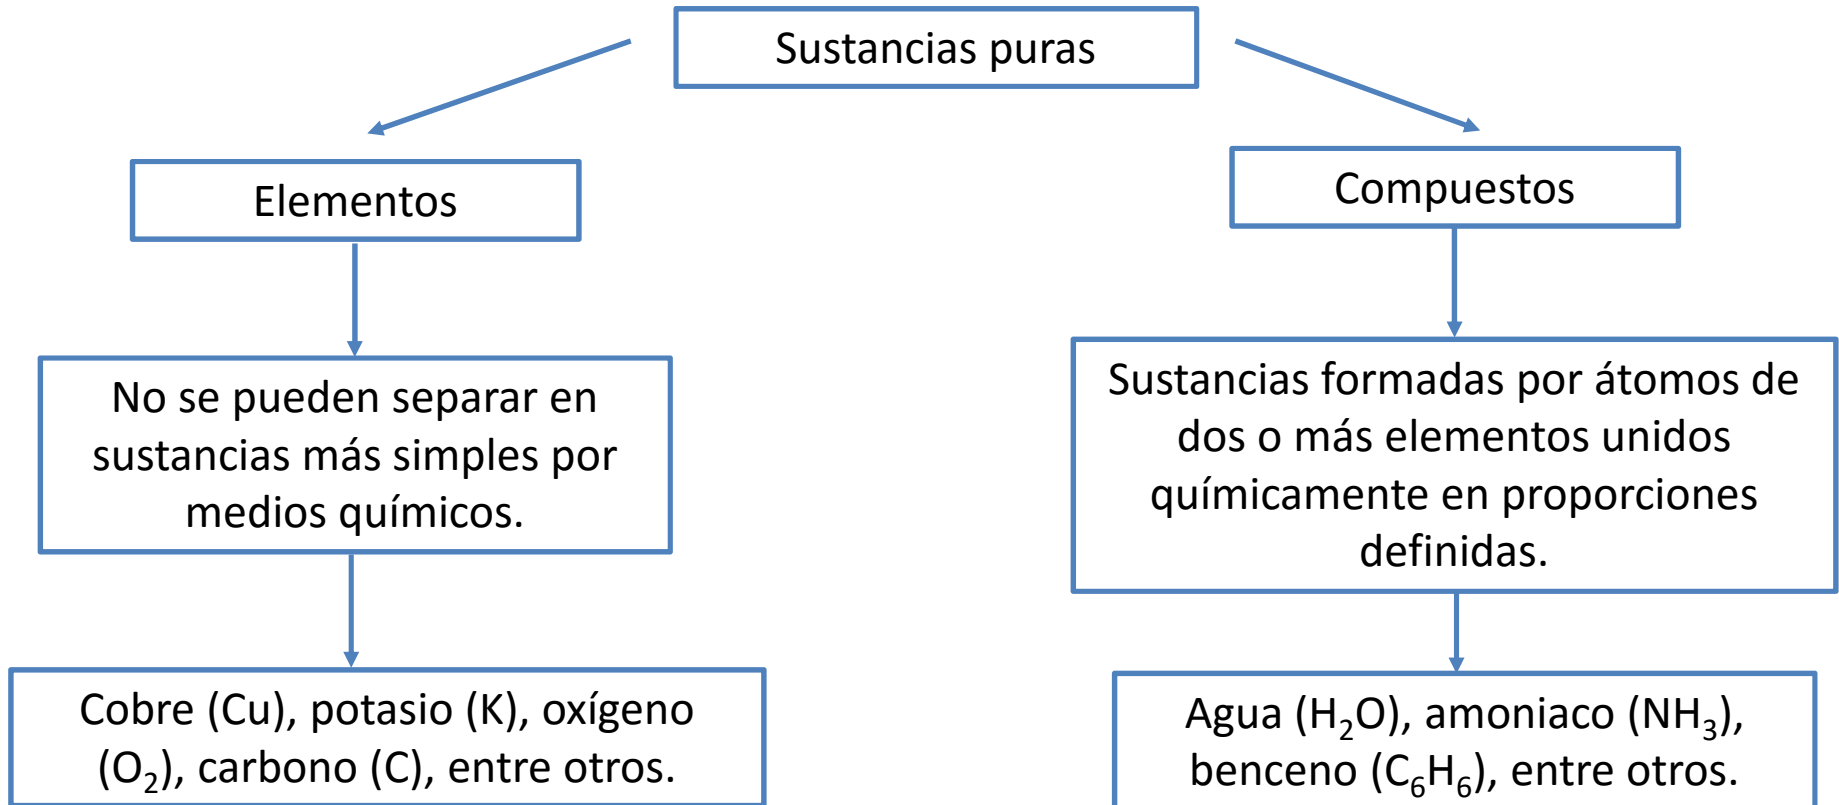 Sustancias puras
Elementos
No se pueden separar en
sustancias más simples por
medios químicos.
Cobre (Cu), potasio (K), oxígeno
(O₂), carbono (C), entre otros.
Compuestos
Sustancias formadas por átomos de
dos o más elementos unidos
químicamente en proporciones
definidas.
Agua (H₂O), amoniaco (NH₃),
benceno (C₆H₆), entre otros.